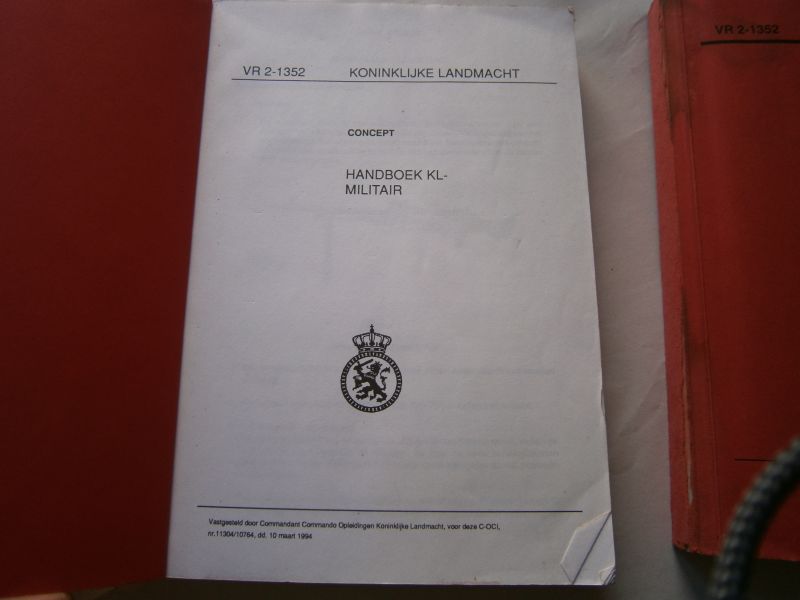 VR 2-1352 KONINKLIJKE LANDMACHT
CONCEPT
HANDBOEK KL-
MILITAIR
Vastgesteld door Commandant Commando Opleidingen Koninklijke Landmacht, voor deze C-OCI,
nr.11304/10764, dd. 10 maart 1994
VR 2-1352